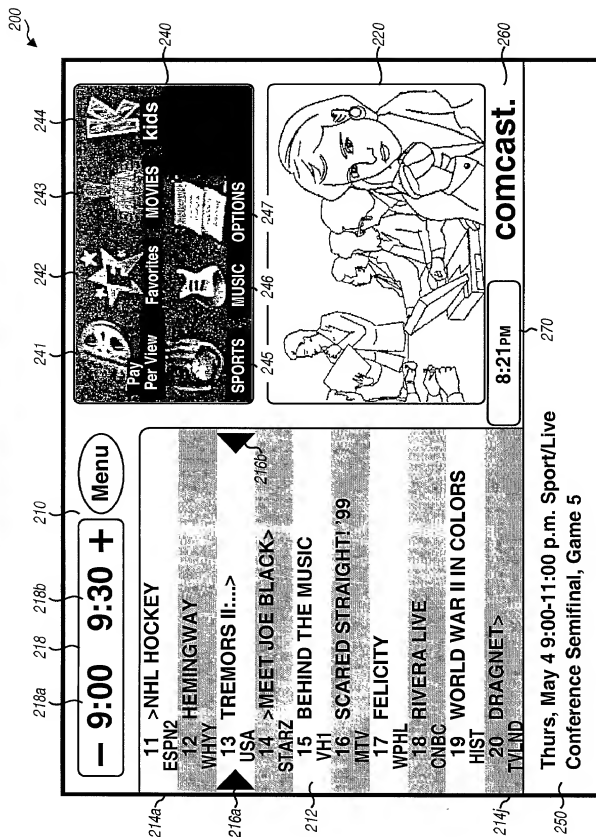 200
218a
218
218b
210
241
242
243
244
240
− 9:00 9:30 +
Menu
Pay
Per View
Favorites
MOVIES
kids
SPORTS
MUSIC
OPTIONS
245
246
247
220
214a
11 >NHL HOCKEY
ESPN2
12 HEMINGWAY
WHYY
216a
13 TREMORS II:...>
USA
216b
14 >MEET JOE BLACK>
STARZ
212
15 BEHIND THE MUSIC
VH1
16 SCARED STRAIGHT! '99
MTV
17 FELICITY
WPHL
18 RIVERA LIVE
CNBC
19 WORLD WAR II IN COLORS
HIST
214j
20 DRAGNET>
TVLND
8:21PM
comcast.
260
270
250
Thurs, May 4 9:00-11:00 p.m. Sport/Live
Conference Semifinal, Game 5